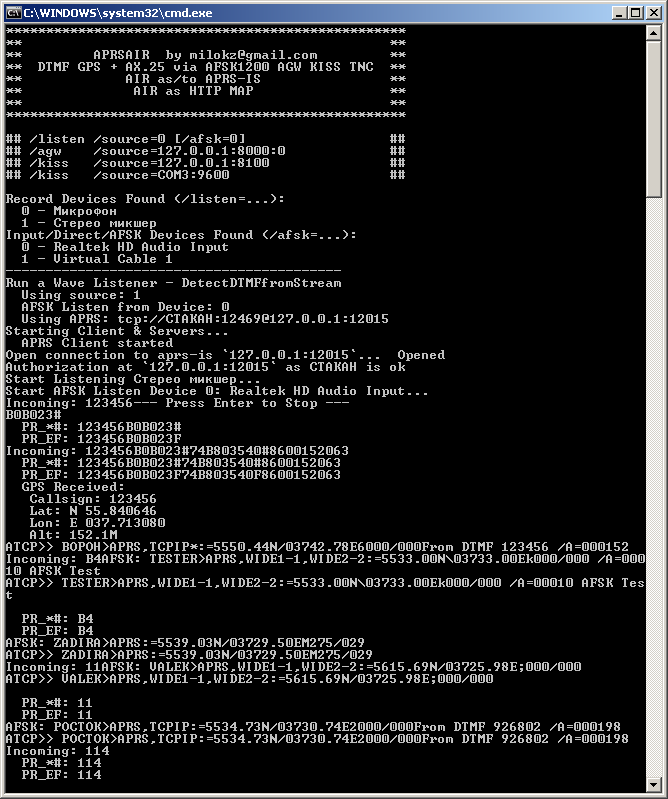 C:\WINDOWS\system32\cmd.exe
**************************************************
**                                              **
**         APRSAIR  by milokz@gmail.com         **
**  DTMF GPS + AX.25 via AFSK1200 AGW KISS TNC  **
**             AIR as/to APRS-IS                **
**              AIR as HTTP MAP                 **
**                                              **
**************************************************
## /listen /source=0 [/afsk=0]                  ##
## /agw    /source=127.0.0.1:8000:0             ##
## /kiss   /source=127.0.0.1:8100               ##
## /kiss   /source=COM3:9600                    ##
Record Devices Found (/listen=...):
  0 - Микрофон
  1 - Стерео микшер
Input/Direct/AFSK Devices Found (/afsk=...):
  0 - Realtek HD Audio Input
  1 - Virtual Cable 1
------------------------------------------
Run a Wave Listener - DetectDTMFfromStream
  Using source: 1
  AFSK Listen from Device: 0
  Using APRS: tcp://CTAKAH:12469@127.0.0.1:12015
Starting Client & Servers...
  APRS Client started
Open connection to aprs-is `127.0.0.1:12015`...  Opened
Authorization at `127.0.0.1:12015` as CTAKAH is ok
Start Listening Стерео микшер...
Start AFSK Listen Device 0: Realtek HD Audio Input...
Incoming: 123456--- Press Enter to Stop ---
B0B023#
  PR_*#: 123456B0B023#
  PR_EF: 123456B0B023F
Incoming: 123456B0B023#74B803540#8600152063
  PR_*#: 123456B0B023#74B803540#8600152063
  PR_EF: 123456B0B023F74B803540F8600152063
  GPS Received:
   Callsign: 123456
   Lat: N 55.840646
   Lon: E 037.713080
   Alt: 152.1M
ATCP>> BOPOH>APRS,TCPIP*:=5550.44N/03742.78E6000/000From DTMF 123456 /A=000152
Incoming: B4AFSK: TESTER>APRS,WIDE1-1,WIDE2-2:=5533.00N\03733.00Ek000/000 /A=000
10 AFSK Test
ATCP>> TESTER>APRS,WIDE1-1,WIDE2-2:=5533.00N\03733.00Ek000/000 /A=00010 AFSK Tes
t
  PR_*#: B4
  PR_EF: B4
AFSK: ZADIRA>APRS:=5539.03N/03729.50EM275/029
ATCP>> ZADIRA>APRS:=5539.03N/03729.50EM275/029
Incoming: 11AFSK: VALEK>APRS,WIDE1-1,WIDE2-2:=5615.69N/03725.98E;000/000
ATCP>> VALEK>APRS,WIDE1-1,WIDE2-2:=5615.69N/03725.98E;000/000
  PR_*#: 11
  PR_EF: 11
AFSK: POCTOK>APRS,TCPIP:=5534.73N/03730.74E2000/000From DTMF 926802 /A=000198
ATCP>> POCTOK>APRS,TCPIP:=5534.73N/03730.74E2000/000From DTMF 926802 /A=000198
Incoming: 114
  PR_*#: 114
  PR_EF: 114